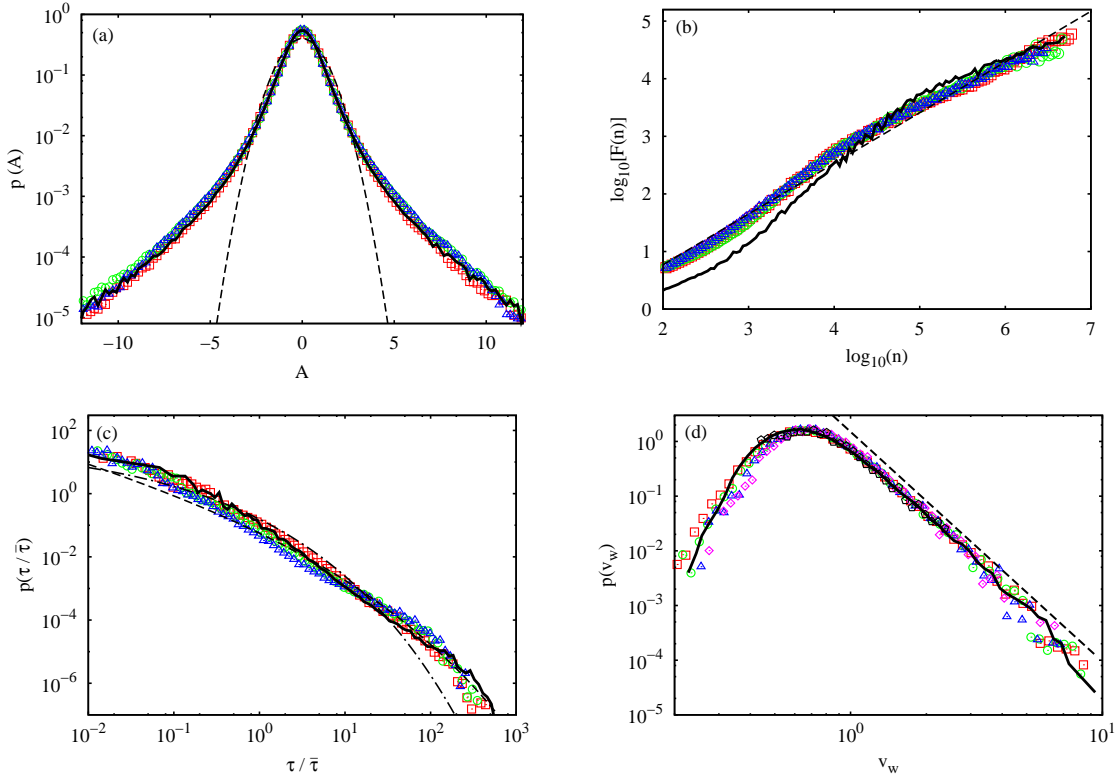 (a)
10^0
10^-1
10^-2
10^-3
10^-4
10^-5
p (A)
−10 −5 0 5 10
A
(b)
5
4
3
2
1
0
log10[F(n)]
2 3 4 5 6 7
log10(n)
(c)
10^2
10^0
10^-2
10^-4
10^-6
p(τ / τ̄)
10^-2 10^-1 10^0 10^1 10^2 10^3
τ / τ̄
(d)
10^0
10^-1
10^-2
10^-3
10^-4
10^-5
p(v_w)
10^0 10^1
v_w